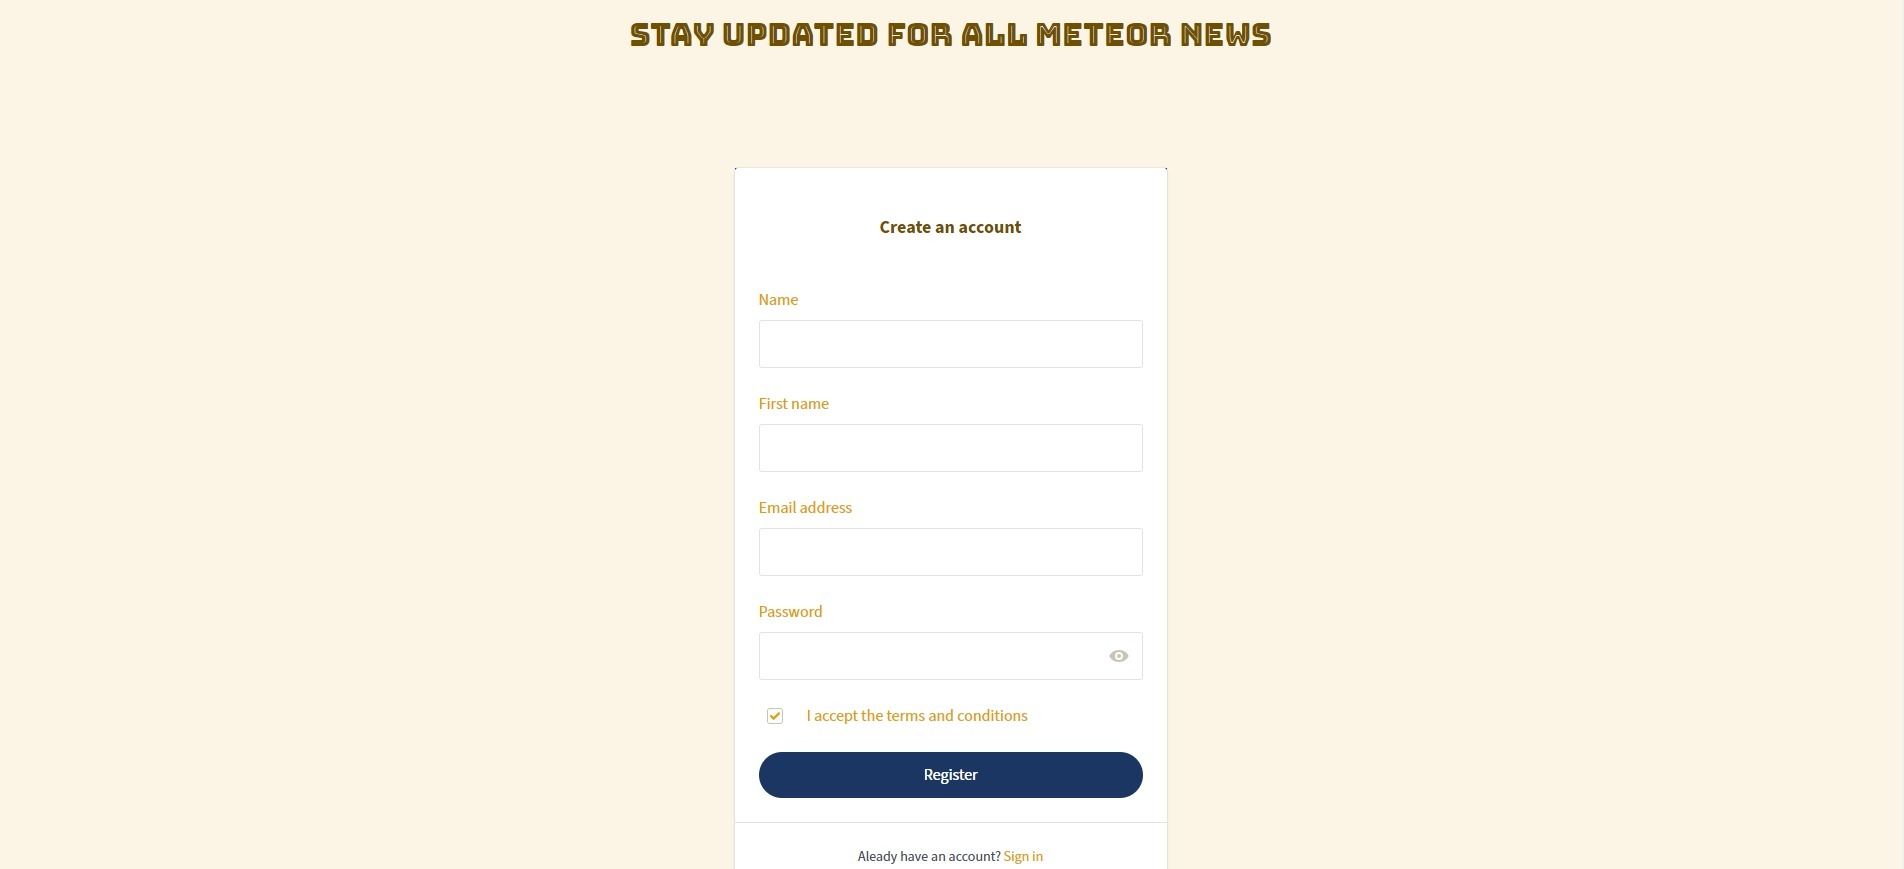 STAY UPDATED FOR ALL METEOR NEWS
Create an account
Name
First name
Email address
Password
I accept the terms and conditions
Register
Aleady have an account? Sign in